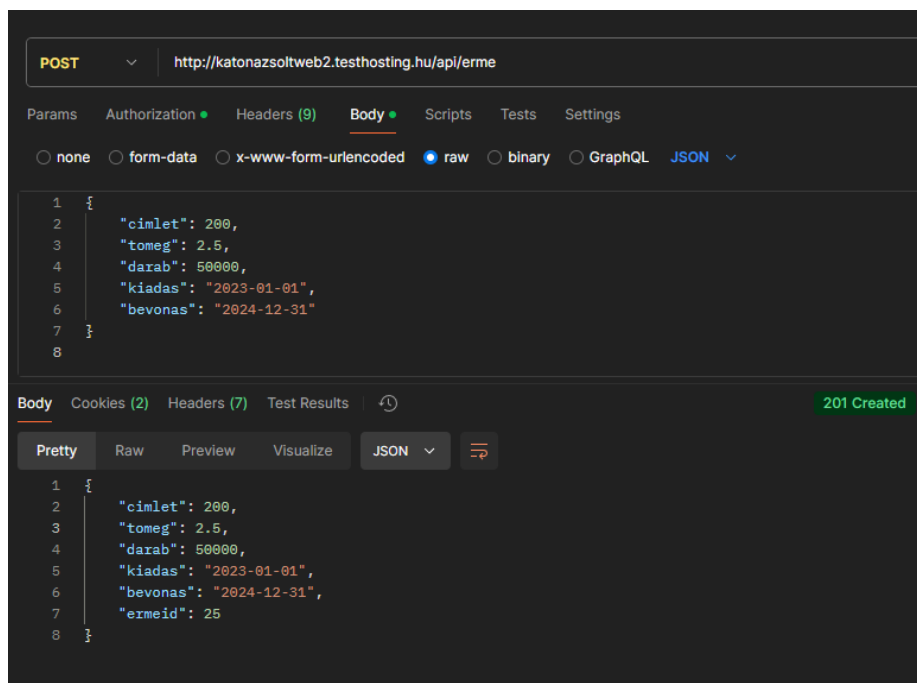 POST http://katonazsoltweb2.testhosting.hu/api/erme
Params Authorization Headers (9) Body Scripts Tests Settings
none form-data x-www-form-urlencoded raw binary GraphQL JSON
1 {
2 "cimlet": 200,
3 "tomeg": 2.5,
4 "darab": 50000,
5 "kiadas": "2023-01-01",
6 "bevonas": "2024-12-31"
7 }
8
Body Cookies (2) Headers (7) Test Results 201 Created
Pretty Raw Preview Visualize JSON
1 {
2 "cimlet": 200,
3 "tomeg": 2.5,
4 "darab": 50000,
5 "kiadas": "2023-01-01",
6 "bevonas": "2024-12-31",
7 "ermeid": 25
8 }